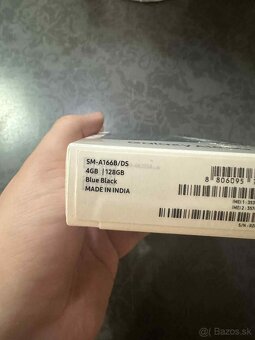 SM-A166B/DS
4GB | 128GB
Blue Black
MADE IN INDIA
8 806095
IMEI 1
IMEI 2
S/N
Bazos.sk